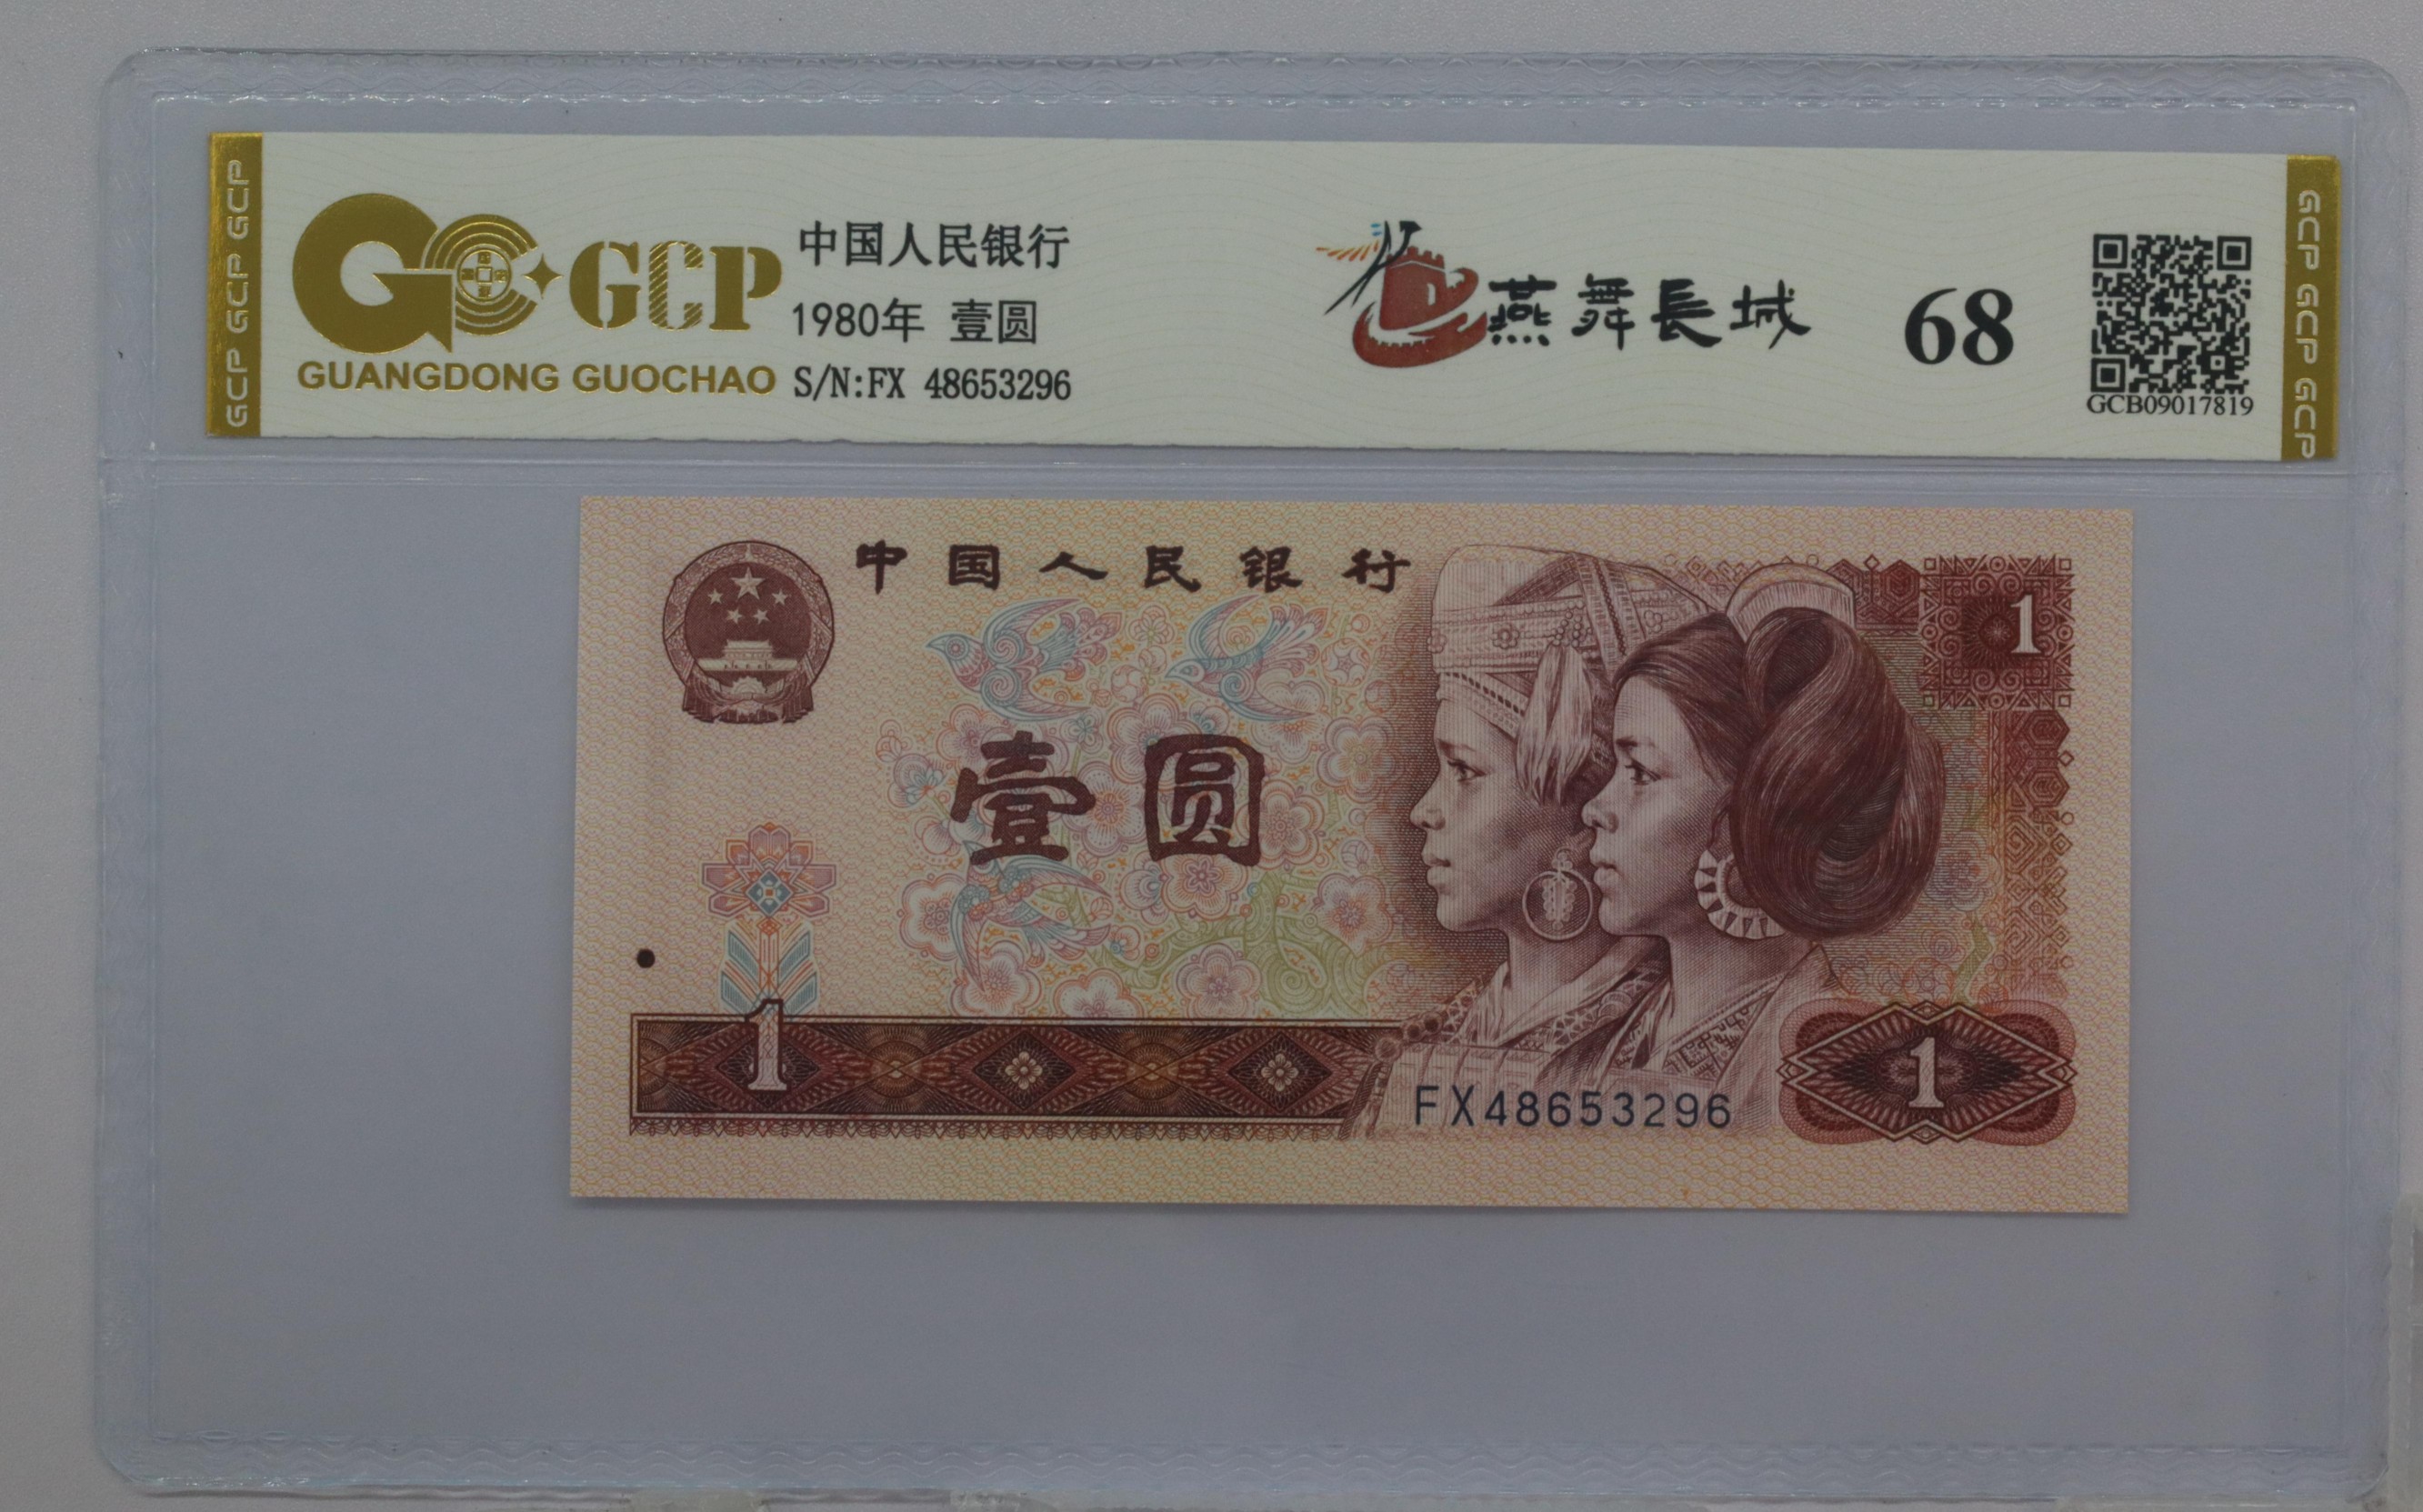 GCP GCP GCP
GCP
GUANGDONG GUOCHAO
中国人民银行
1980年 壹圆
S/N:FX 48653296
燕舞長城
68
GCB09017819
GCP GCP GCP
中国人民银行
1
壹圆
1
FX48653296
1